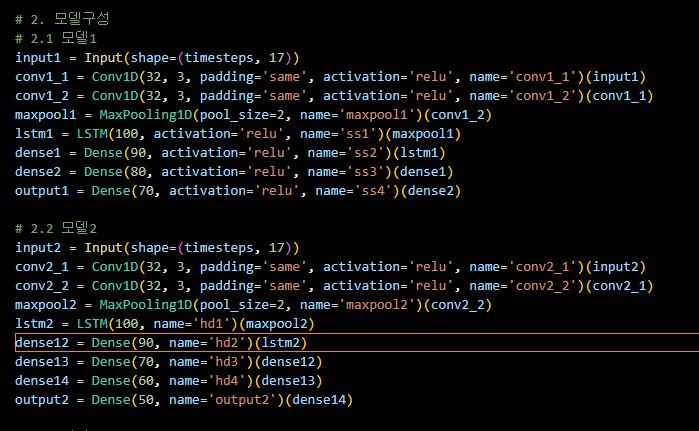 # 2. 모델구성
# 2.1 모델1
input1 = Input(shape=(timesteps, 17))
conv1_1 = Conv1D(32, 3, padding='same', activation='relu', name='conv1_1')(input1)
conv1_2 = Conv1D(32, 3, padding='same', activation='relu', name='conv1_2')(conv1_1)
maxpool1 = MaxPooling1D(pool_size=2, name='maxpool1')(conv1_2)
lstm1 = LSTM(100, activation='relu', name='ss1')(maxpool1)
dense1 = Dense(90, activation='relu', name='ss2')(lstm1)
dense2 = Dense(80, activation='relu', name='ss3')(dense1)
output1 = Dense(70, activation='relu', name='ss4')(dense2)

# 2.2 모델2
input2 = Input(shape=(timesteps, 17))
conv2_1 = Conv1D(32, 3, padding='same', activation='relu', name='conv2_1')(input2)
conv2_2 = Conv1D(32, 3, padding='same', activation='relu', name='conv2_2')(conv2_1)
maxpool2 = MaxPooling1D(pool_size=2, name='maxpool2')(conv2_2)
lstm2 = LSTM(100, name='hd1')(maxpool2)
dense12 = Dense(90, name='hd2')(lstm2)
dense13 = Dense(70, name='hd3')(dense12)
dense14 = Dense(60, name='hd4')(dense13)
output2 = Dense(50, name='output2')(dense14)